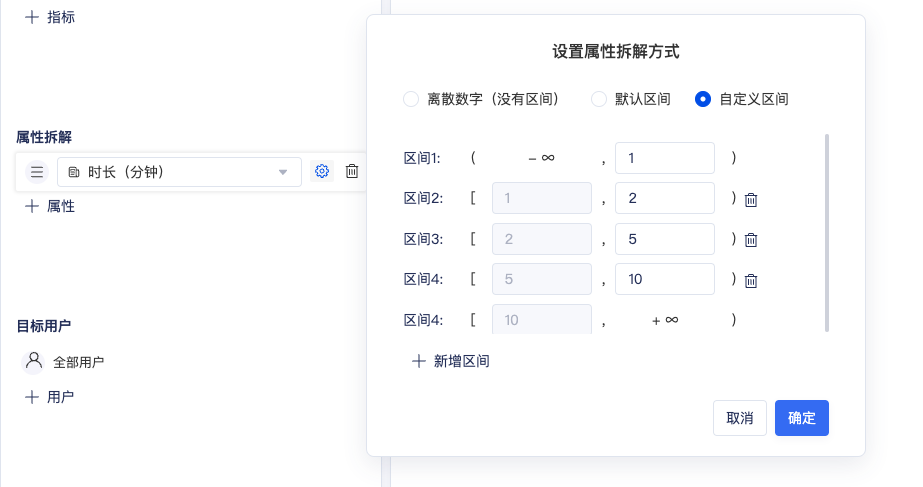 指标
属性拆解
时长（分钟）
属性
目标用户
全部用户
用户
设置属性拆解方式
离散数字（没有区间） 默认区间 自定义区间
区间1: ( － ∞ , 1 )
区间2: [ 1 , 2 )
区间3: [ 2 , 5 )
区间4: [ 5 , 10 )
区间4: [ 10 , + ∞ )
新增区间
取消 确定